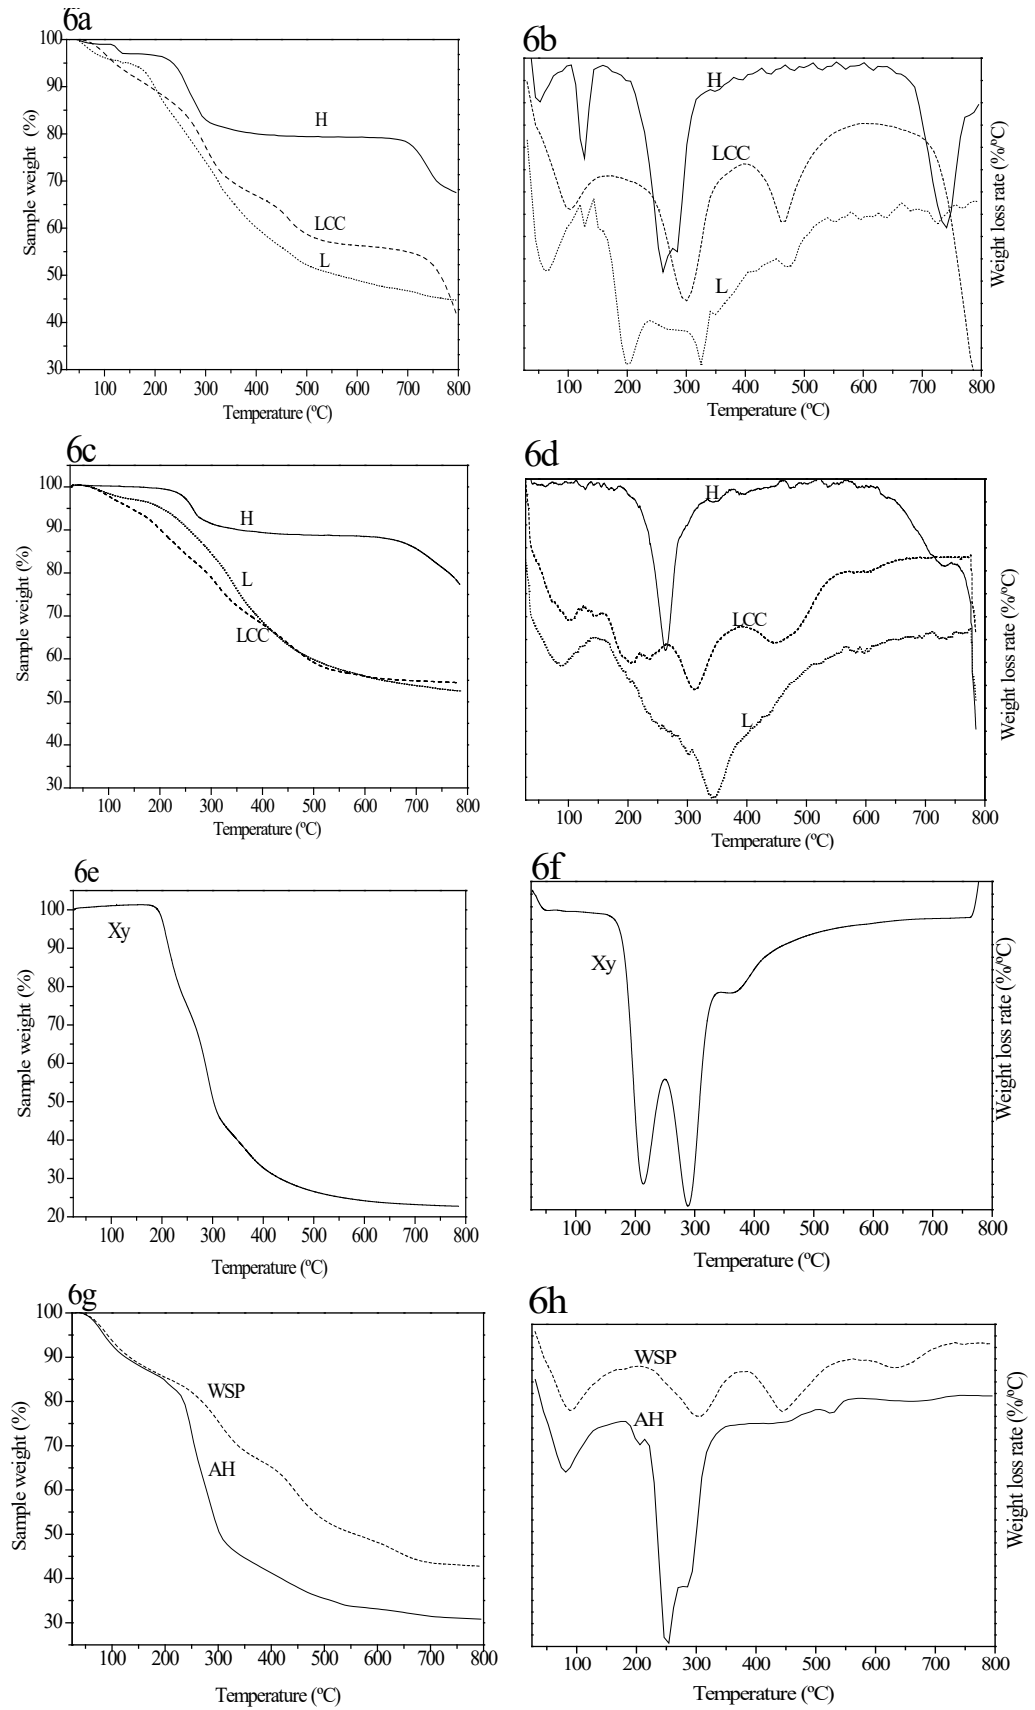 6a
100
90
80
70
60
50
40
30
Sample weight (%)
H
LCC
L
100 200 300 400 500 600 700 800
Temperature (ºC)
6b
H
LCC
L
Weight loss rate (%/ºC)
100 200 300 400 500 600 700 800
Temperature (ºC)
6c
100
90
80
70
60
50
40
30
Sample weight (%)
H
L
LCC
100 200 300 400 500 600 700 800
Temperature (ºC)
6d
H
LCC
L
Weight loss rate (%/ºC)
100 200 300 400 500 600 700 800
Temperature (ºC)
6e
100
90
80
70
60
50
40
30
20
Sample weight (%)
Xy
100 200 300 400 500 600 700 800
Temperature (ºC)
6f
Xy
Weight loss rate (%/ºC)
100 200 300 400 500 600 700 800
Temperature (ºC)
6g
100
90
80
70
60
50
40
30
Sample weight (%)
WSP
AH
100 200 300 400 500 600 700 800
Temperature (ºC)
6h
WSP
AH
Weight loss rate (%/ºC)
100 200 300 400 500 600 700 800
Temperature (ºC)